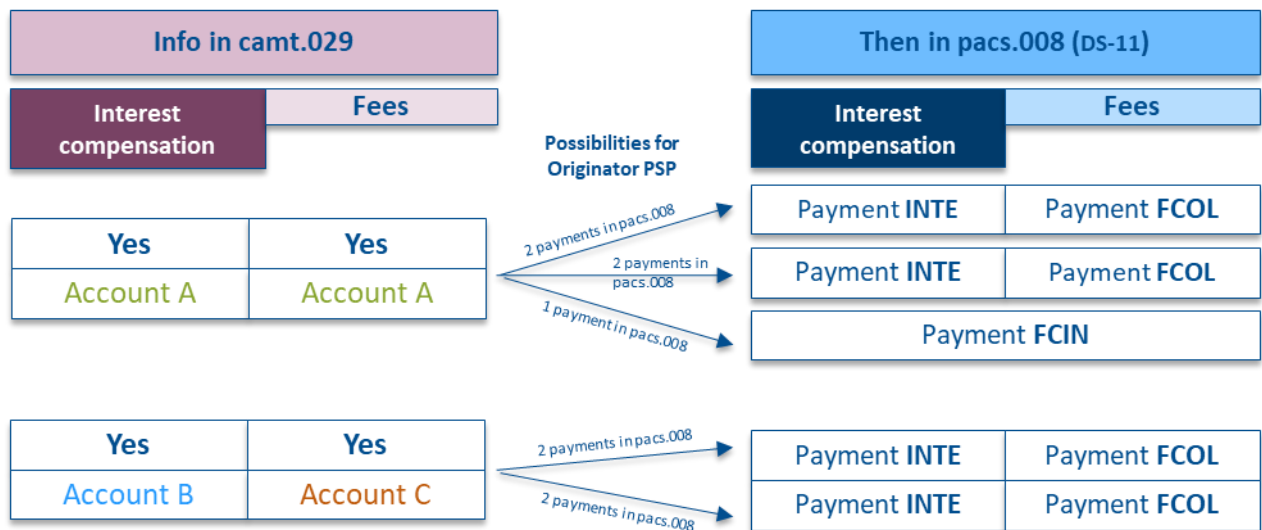 Info in camt.029
Then in pacs.008 (DS-11)
Interest
compensation
Fees
Possibilities for
Originator PSP
Interest
compensation
Fees
Yes
Yes
Account A
Account A
2 payments in pacs.008
2 payments in
pacs.008
1 payment in pacs.008
Payment INTE
Payment FCOL
Payment INTE
Payment FCOL
Payment FCIN
Yes
Yes
Account B
Account C
2 payments in pacs.008
2 payments in pacs.008
Payment INTE
Payment FCOL
Payment INTE
Payment FCOL